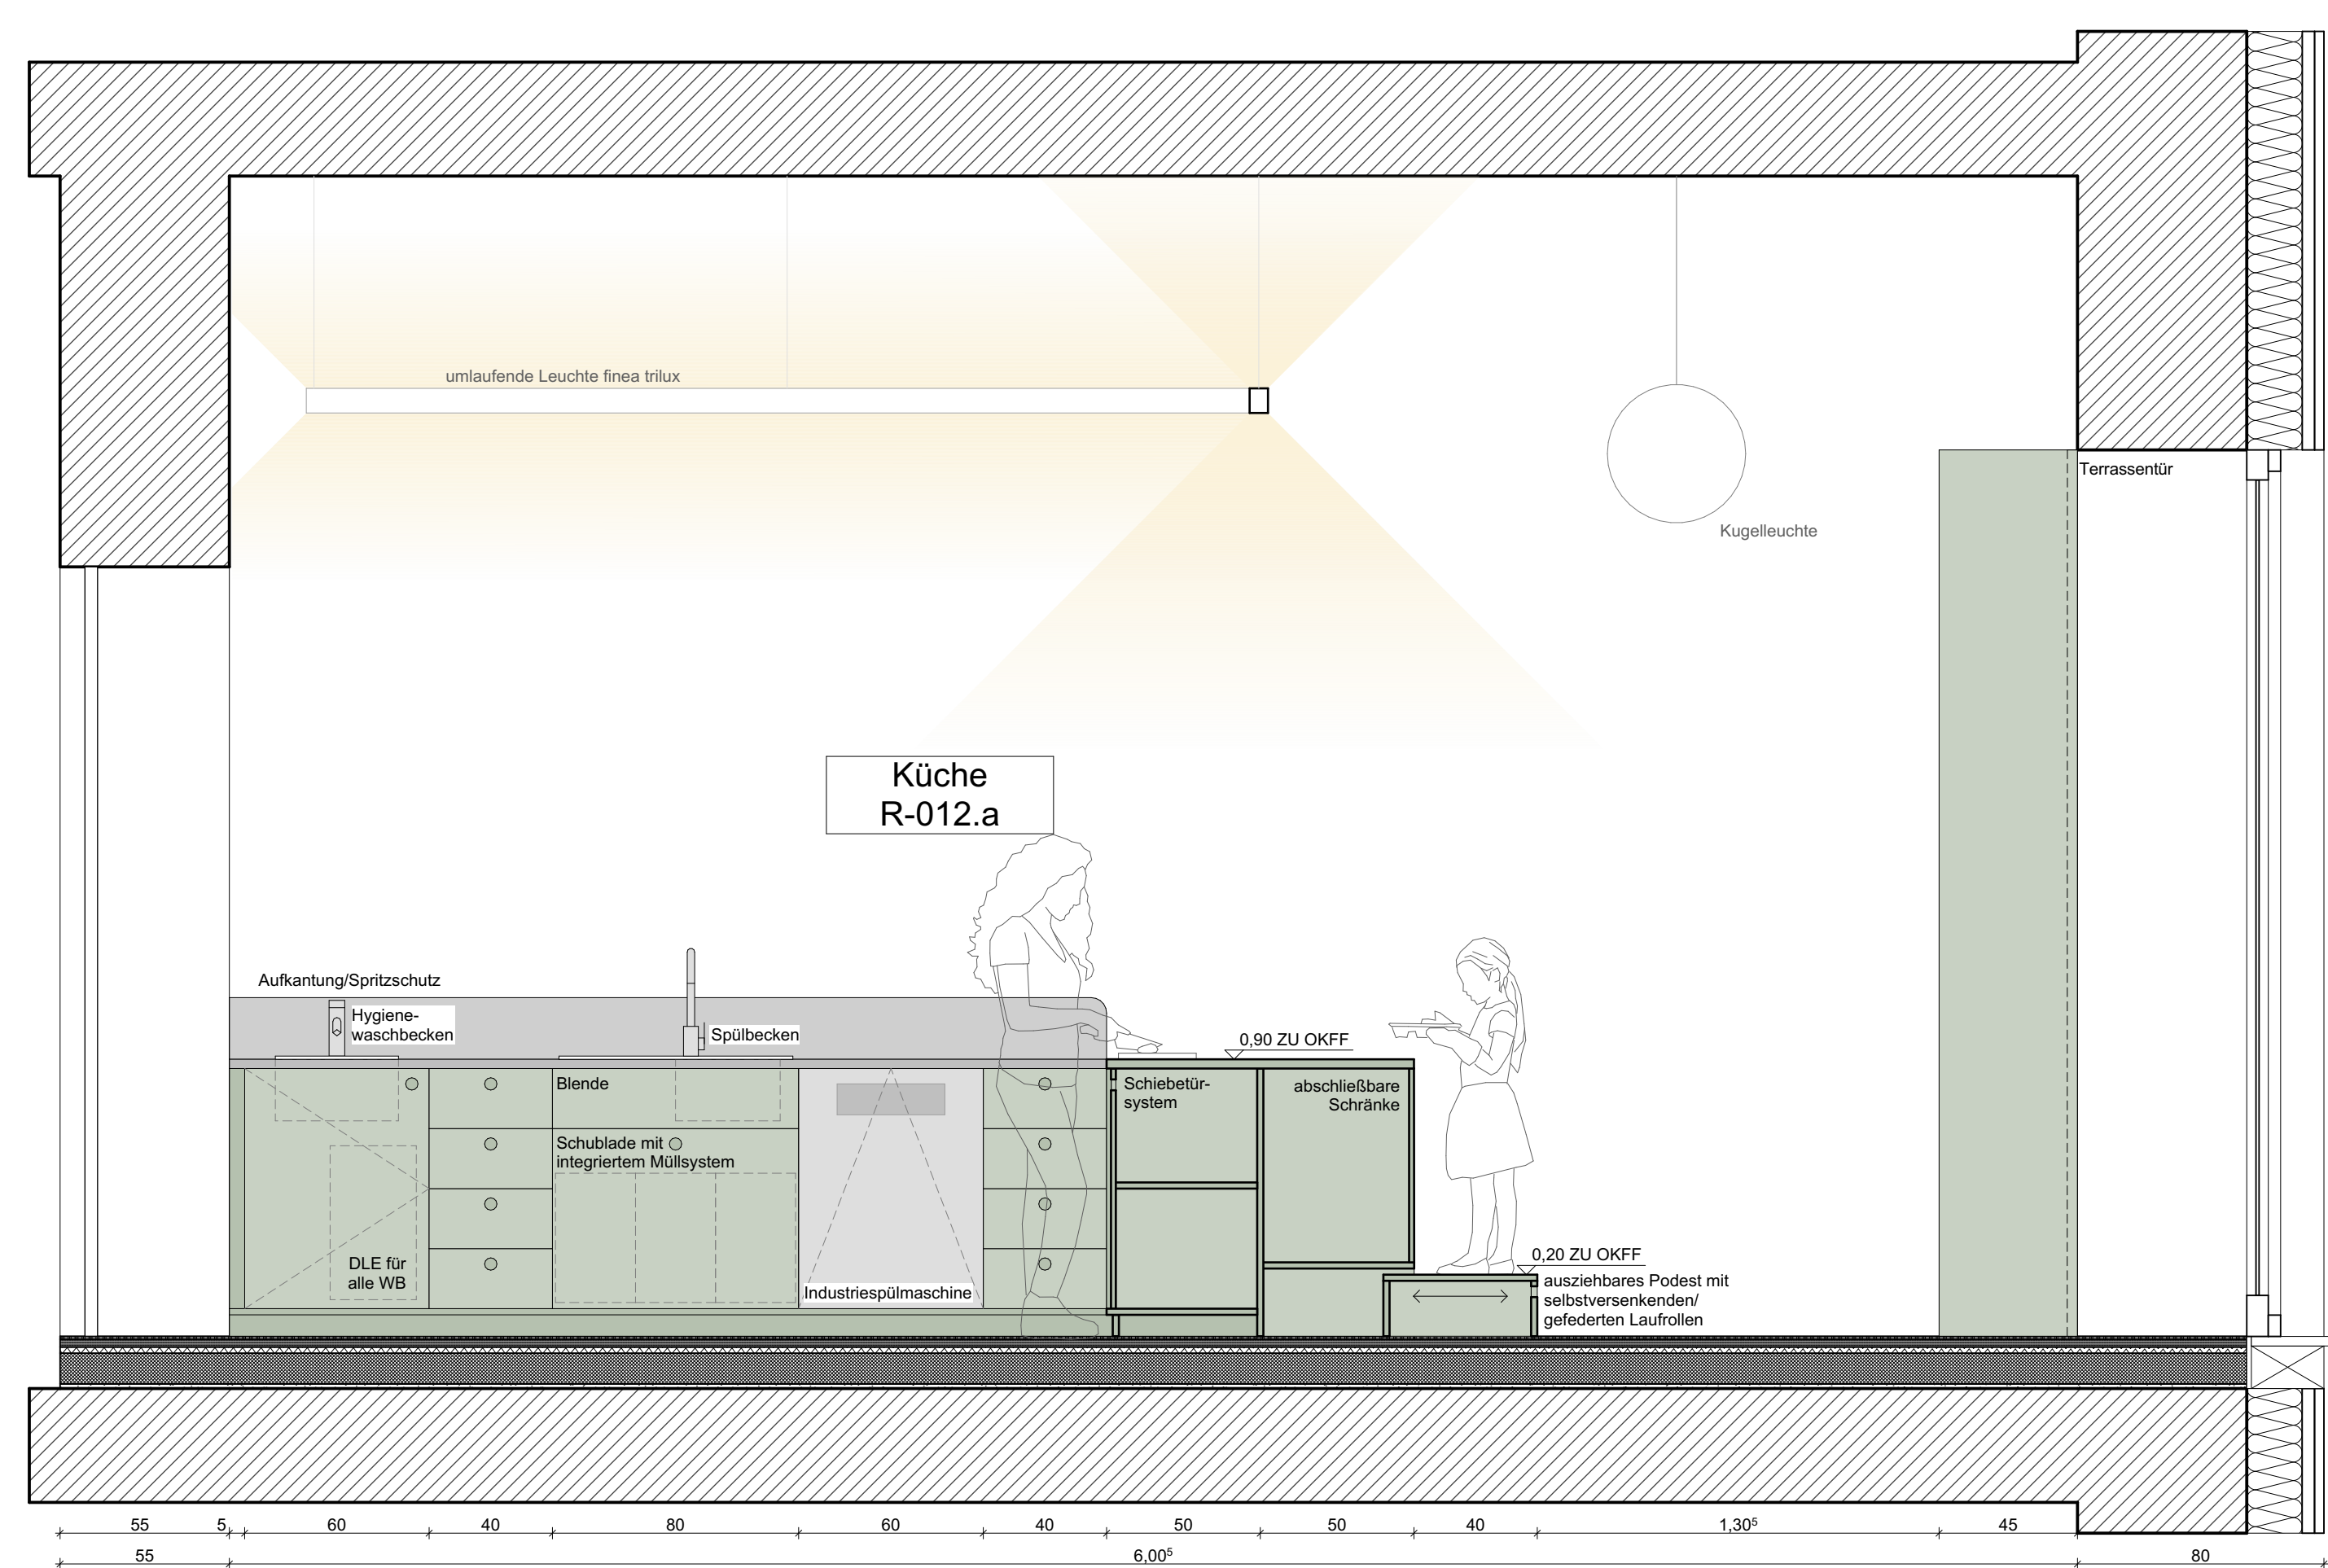 umlaufende Leuchte finea trilux
Terrassentür
Kugelleuchte
Küche
R-012.a
Aufkantung/Spritzschutz
Hygiene-
waschbecken
Spülbecken
0,90 ZU OKFF
Blende
Schiebetür-
system
abschließbare
Schränke
Schublade mit
integriertem Müllsystem
DLE für
alle WB
Industriespülmaschine
0,20 ZU OKFF
ausziehbares Podest mit
selbstversenkenden/
gefederten Laufrollen
55 5 60 40 80 60 40 50 50 40 1,30⁵ 45
55 6,00⁵ 80